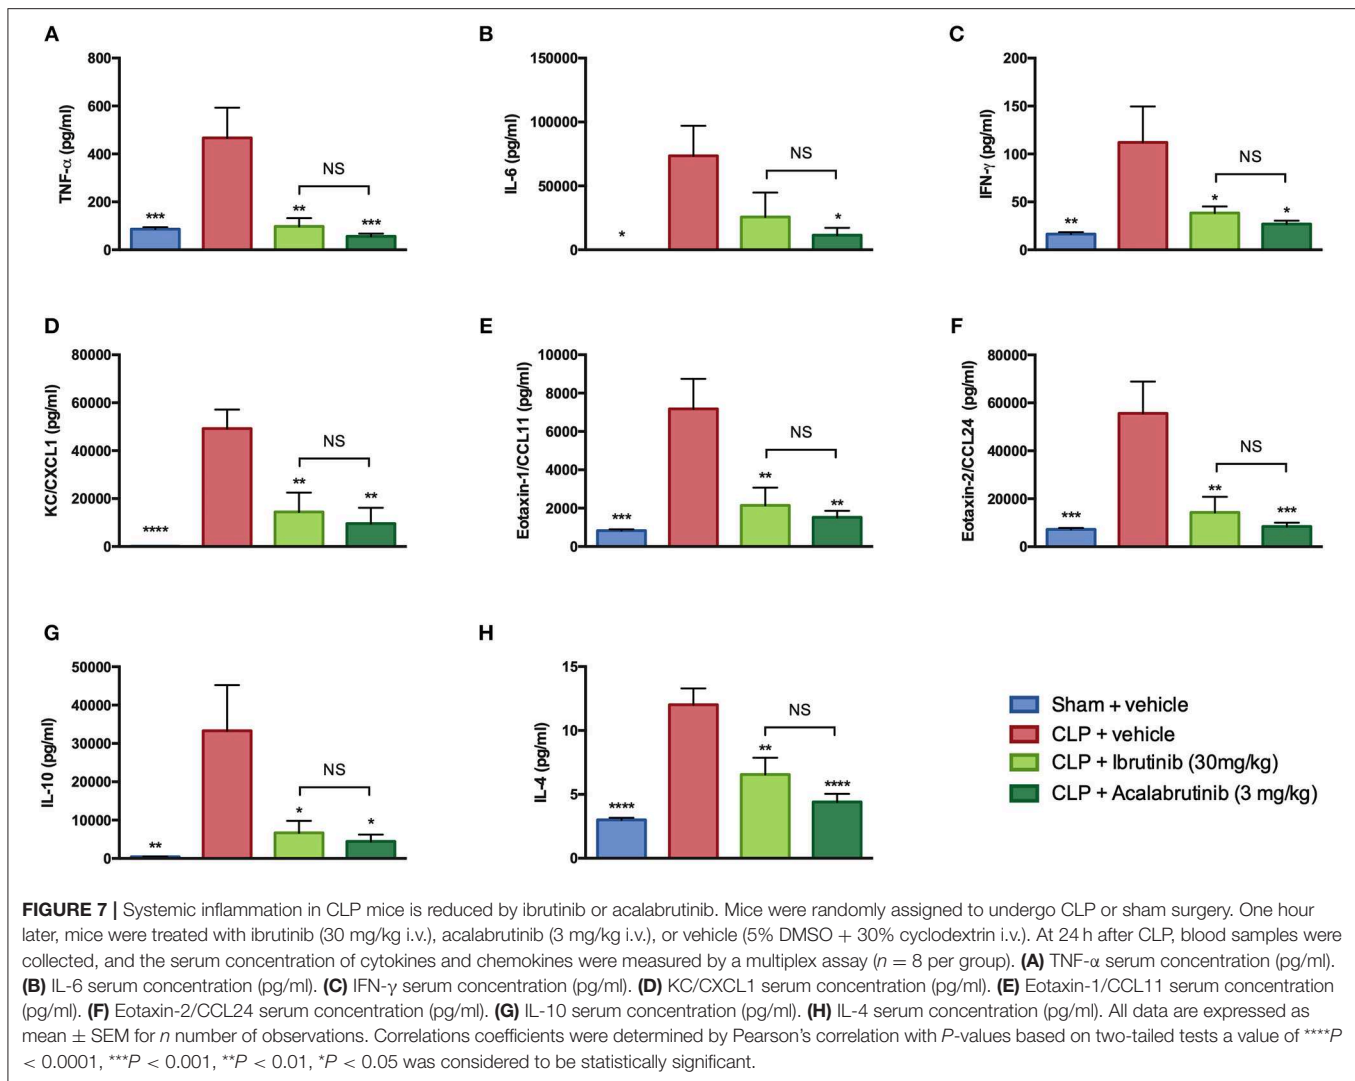 A
TNF-α (pg/ml)
800
600
400
200
0
***
**
***
NS
B
IL-6 (pg/ml)
150000
100000
50000
0
*
*
NS
C
IFN-γ (pg/ml)
200
150
100
50
0
**
*
*
NS
D
KC/CXCL1 (pg/ml)
80000
60000
40000
20000
0
****
**
**
NS
E
Eotaxin-1/CCL11 (pg/ml)
10000
8000
6000
4000
2000
0
***
**
**
NS
F
Eotaxin-2/CCL24 (pg/ml)
80000
60000
40000
20000
0
***
**
***
NS
G
IL-10 (pg/ml)
50000
40000
30000
20000
10000
0
**
*
*
NS
H
IL-4 (pg/ml)
15
10
5
0
****
**
****
NS
Sham + vehicle
CLP + vehicle
CLP + Ibrutinib (30mg/kg)
CLP + Acalabrutinib (3 mg/kg)
FIGURE 7 | Systemic inflammation in CLP mice is reduced by ibrutinib or acalabrutinib. Mice were randomly assigned to undergo CLP or sham surgery. One hour
later, mice were treated with ibrutinib (30 mg/kg i.v.), acalabrutinib (3 mg/kg i.v.), or vehicle (5% DMSO + 30% cyclodextrin i.v.). At 24 h after CLP, blood samples were
collected, and the serum concentration of cytokines and chemokines were measured by a multiplex assay (n = 8 per group). (A) TNF-α serum concentration (pg/ml).
(B) IL-6 serum concentration (pg/ml). (C) IFN-γ serum concentration (pg/ml). (D) KC/CXCL1 serum concentration (pg/ml). (E) Eotaxin-1/CCL11 serum concentration
(pg/ml). (F) Eotaxin-2/CCL24 serum concentration (pg/ml). (G) IL-10 serum concentration (pg/ml). (H) IL-4 serum concentration (pg/ml). All data are expressed as
mean ± SEM for n number of observations. Correlations coefficients were determined by Pearson's correlation with P-values based on two-tailed tests a value of ****P
< 0.0001, ***P < 0.001, **P < 0.01, *P < 0.05 was considered to be statistically significant.